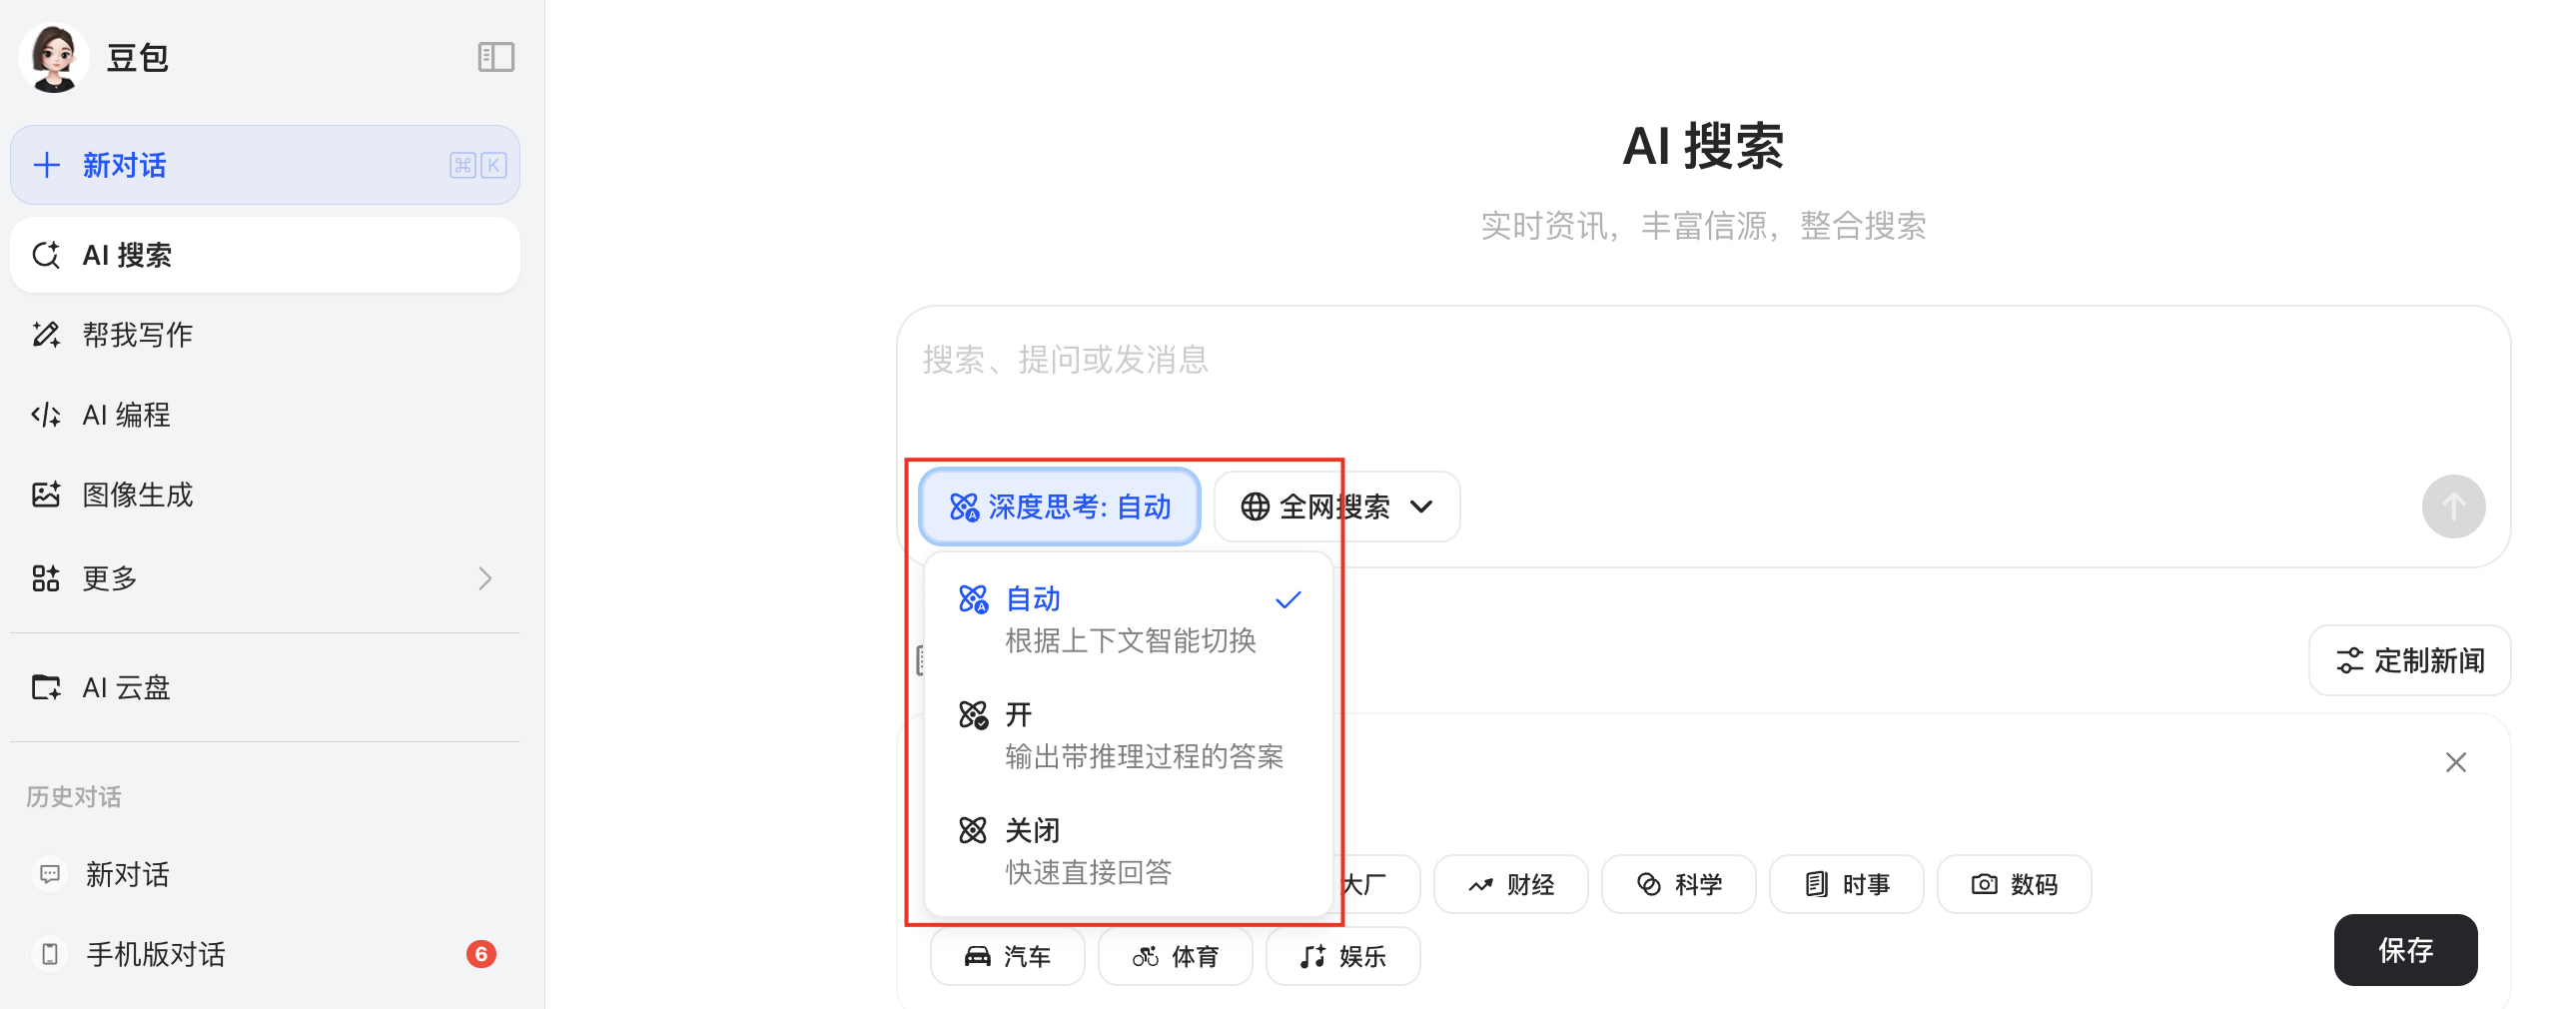 豆包
新对话 ⌘ K
AI 搜索
帮我写作
AI 编程
图像生成
更多
AI 云盘
历史对话
新对话
手机版对话 6
AI 搜索
实时资讯，丰富信源，整合搜索
搜索、提问或发消息
深度思考: 自动 全网搜索
自动
根据上下文智能切换
开
输出带推理过程的答案
关闭
快速直接回答
定制新闻
大厂 财经 科学 时事 数码
汽车 体育 娱乐
保存